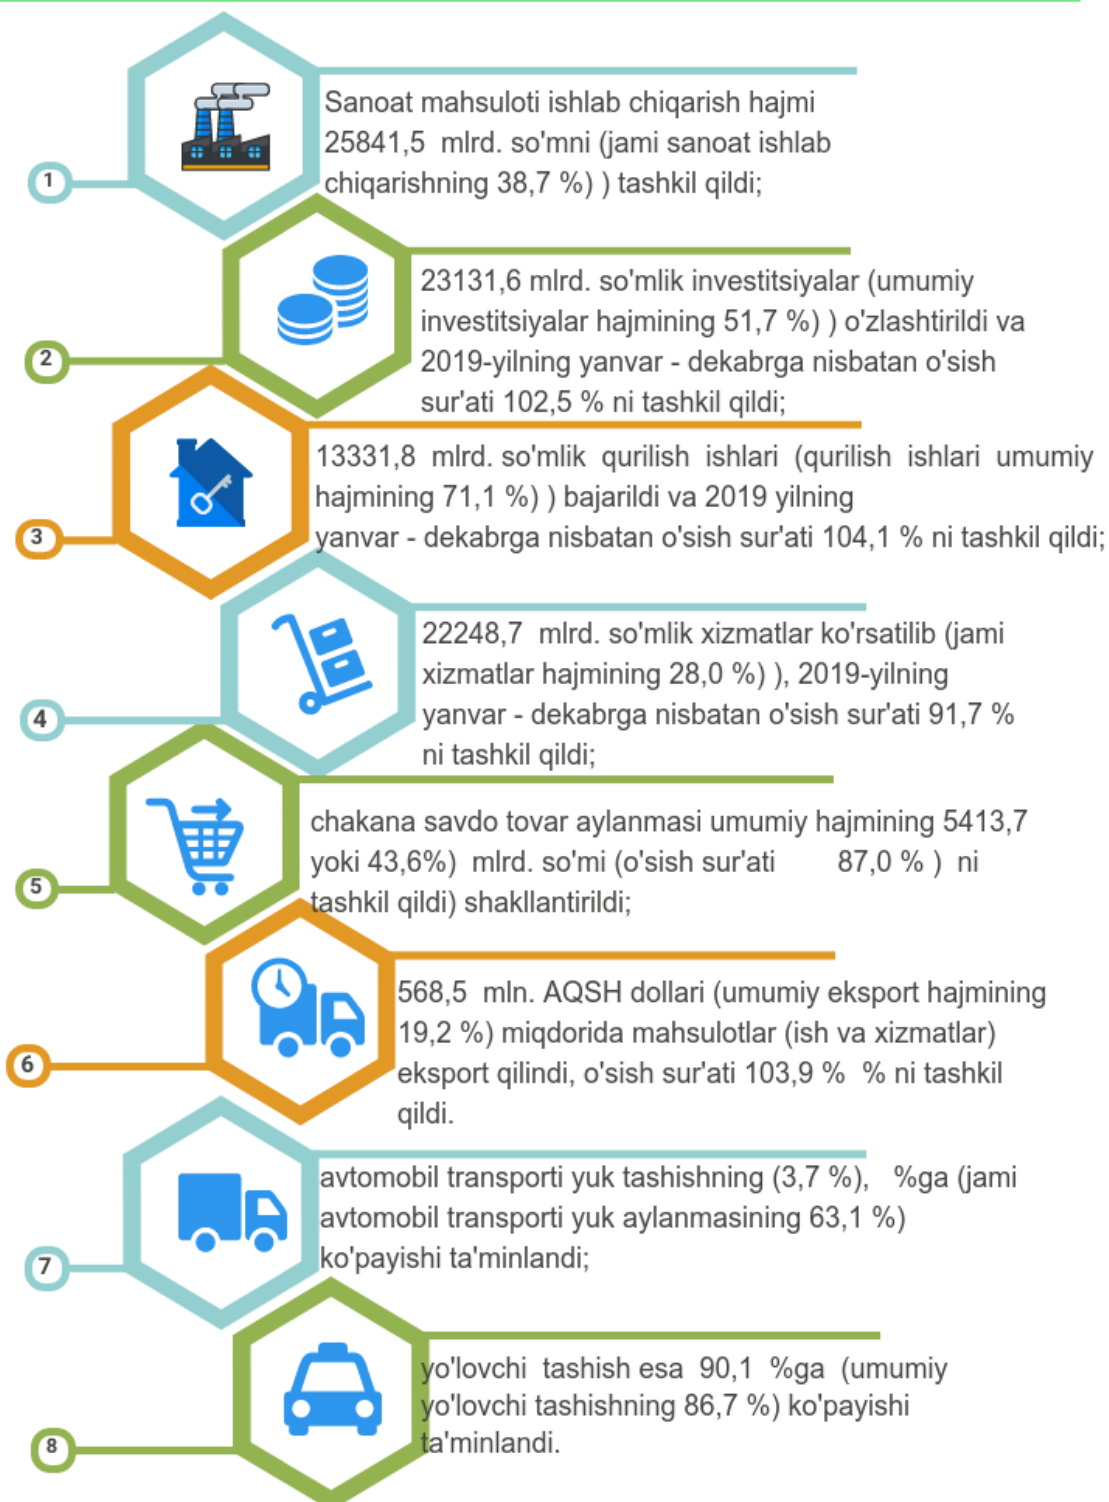 1
Sanoat mahsuloti ishlab chiqarish hajmi
25841,5 mlrd. so'mni (jami sanoat ishlab
chiqarishning 38,7 %) ) tashkil qildi;
2
23131,6 mlrd. so'mlik investitsiyalar (umumiy
investitsiyalar hajmining 51,7 %) ) o'zlashtirildi va
2019-yilning yanvar - dekabrga nisbatan o'sish
sur'ati 102,5 % ni tashkil qildi;
3
13331,8 mlrd. so'mlik qurilish ishlari (qurilish ishlari umumiy
hajmining 71,1 %) ) bajarildi va 2019 yilning
yanvar - dekabrga nisbatan o'sish sur'ati 104,1 % ni tashkil qildi;
4
22248,7 mlrd. so'mlik xizmatlar ko'rsatilib (jami
xizmatlar hajmining 28,0 %) ), 2019-yilning
yanvar - dekabrga nisbatan o'sish sur'ati 91,7 %
ni tashkil qildi;
5
chakana savdo tovar aylanmasi umumiy hajmining 5413,7
yoki 43,6%) mlrd. so'mi (o'sish sur'ati 87,0 % ) ni
tashkil qildi) shakllantirildi;
6
568,5 mln. AQSH dollari (umumiy eksport hajmining
19,2 %) miqdorida mahsulotlar (ish va xizmatlar)
eksport qilindi, o'sish sur'ati 103,9 % % ni tashkil
qildi.
7
avtomobil transporti yuk tashishning (3,7 %), %ga (jami
avtomobil transporti yuk aylanmasining 63,1 %)
ko'payishi ta'minlandi;
8
yo'lovchi tashish esa 90,1 %ga (umumiy
yo'lovchi tashishning 86,7 %) ko'payishi
ta'minlandi.